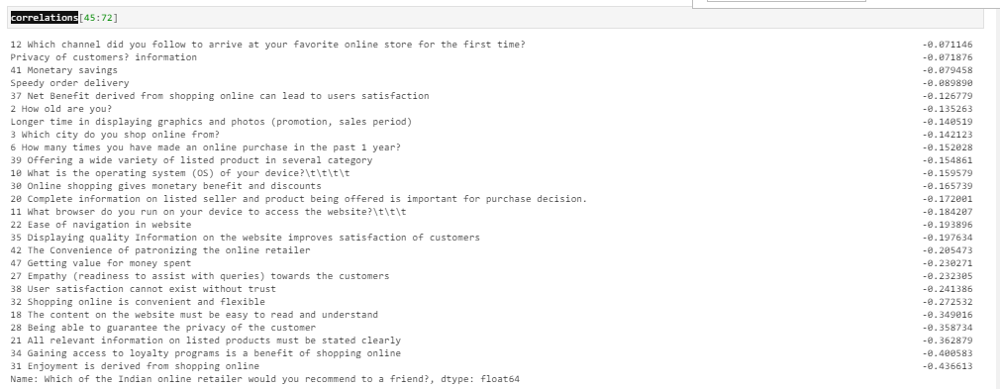 correlations[45:72]
12 Which channel did you follow to arrive at your favorite online store for the first time? -0.071146
Privacy of customers? information -0.071876
41 Monetary savings -0.079458
Speedy order delivery -0.089890
37 Net Benefit derived from shopping online can lead to users satisfaction -0.126779
2 How old are you? -0.135263
Longer time in displaying graphics and photos (promotion, sales period) -0.140519
3 Which city do you shop online from? -0.142123
6 How many times you have made an online purchase in the past 1 year? -0.152028
39 Offering a wide variety of listed product in several category -0.154861
10 What is the operating system (OS) of your device?\t\t\t\t -0.159579
30 Online shopping gives monetary benefit and discounts -0.165739
20 Complete information on listed seller and product being offered is important for purchase decision. -0.172001
11 What browser do you run on your device to access the website?\t\t\t -0.184207
22 Ease of navigation in website -0.193896
35 Displaying quality Information on the website improves satisfaction of customers -0.197634
42 The Convenience of patronizing the online retailer -0.205473
47 Getting value for money spent -0.230271
27 Empathy (readiness to assist with queries) towards the customers -0.232305
38 User satisfaction cannot exist without trust -0.241386
32 Shopping online is convenient and flexible -0.272532
18 The content on the website must be easy to read and understand -0.349016
28 Being able to guarantee the privacy of the customer -0.358734
21 All relevant information on listed products must be stated clearly -0.362879
34 Gaining access to loyalty programs is a benefit of shopping online -0.400583
31 Enjoyment is derived from shopping online -0.436613
Name: Which of the Indian online retailer would you recommend to a friend?, dtype: float64